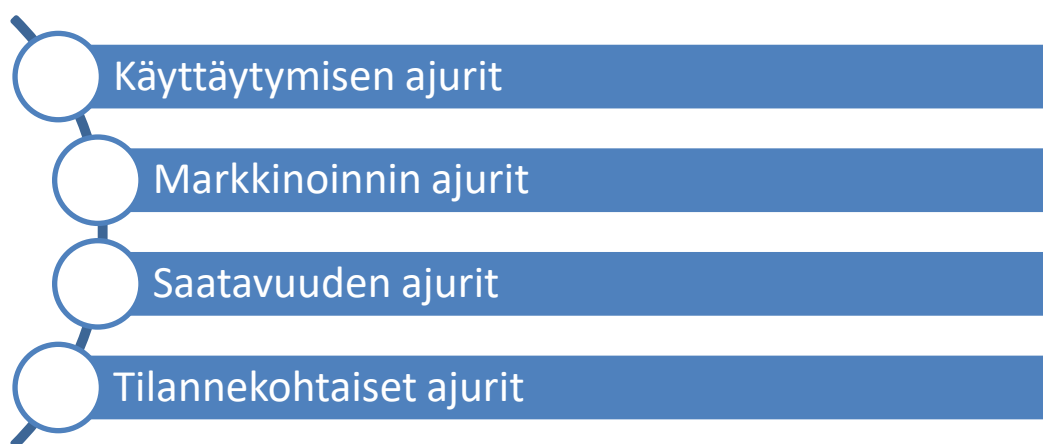 Käyttäytymisen ajurit
Markkinoinnin ajurit
Saatavuuden ajurit
Tilannekohtaiset ajurit